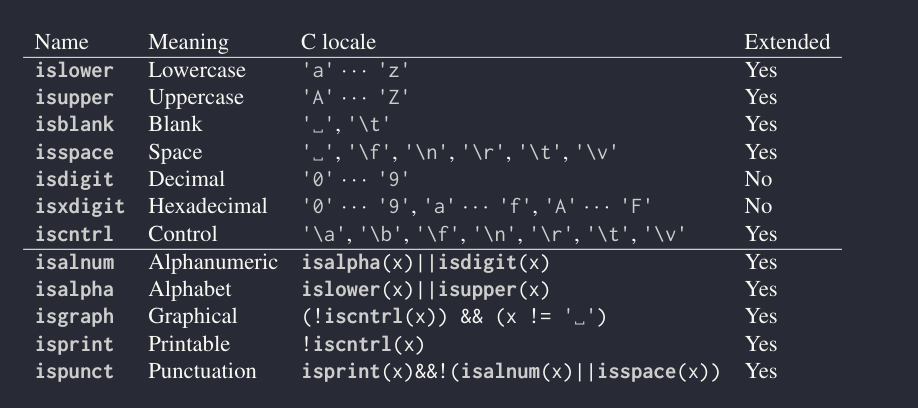 Name Meaning C locale Extended
islower Lowercase 'a' ··· 'z' Yes
isupper Uppercase 'A' ··· 'Z' Yes
isblank Blank '␣', '\t' Yes
isspace Space '␣', '\f', '\n', '\r', '\t', '\v' Yes
isdigit Decimal '0' ··· '9' No
isxdigit Hexadecimal '0' ··· '9', 'a' ··· 'f', 'A' ··· 'F' No
iscntrl Control '\a', '\b', '\f', '\n', '\r', '\t', '\v' Yes
isalnum Alphanumeric isalpha(x)||isdigit(x) Yes
isalpha Alphabet islower(x)||isupper(x) Yes
isgraph Graphical (!iscntrl(x)) && (x != '␣') Yes
isprint Printable !iscntrl(x) Yes
ispunct Punctuation isprint(x)&&!(isalnum(x)||isspace(x)) Yes